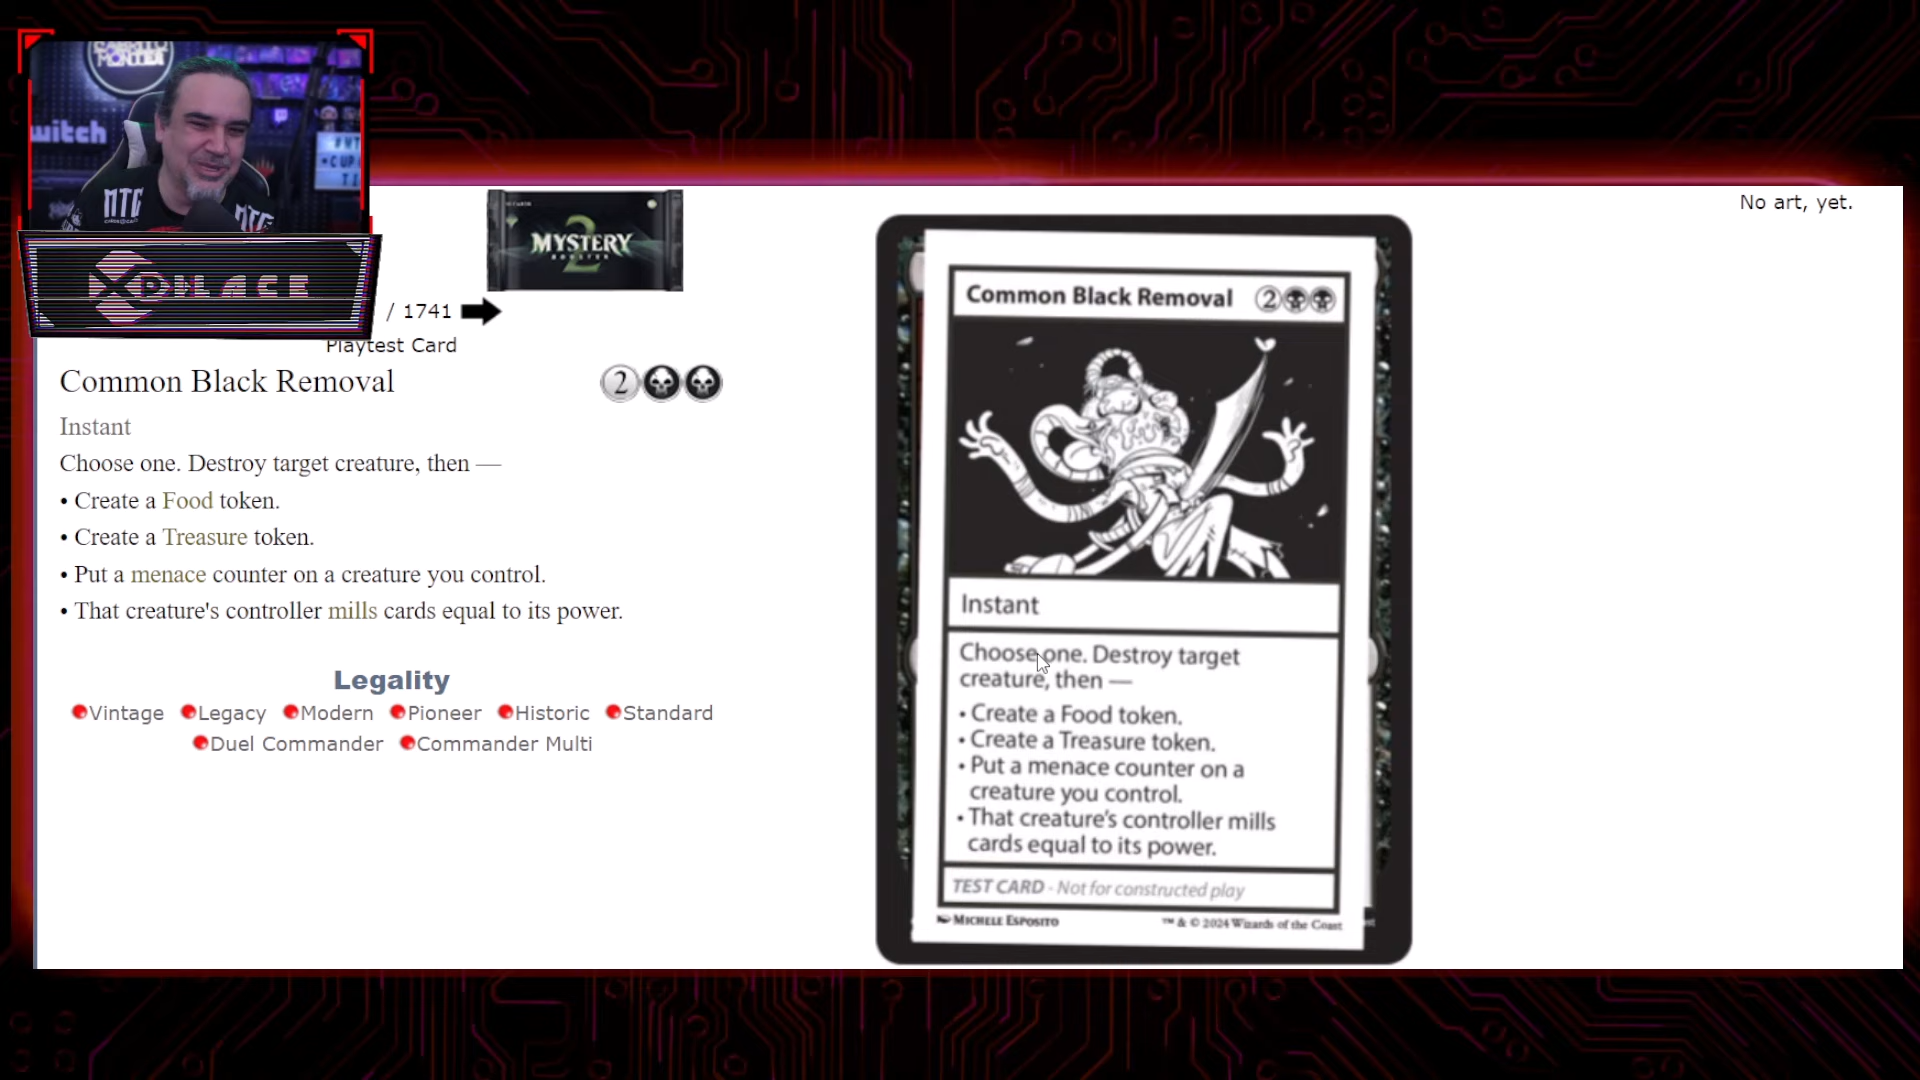 witch
MTG
MTG
XPILACE
MYSTERY
BOOSTER
2
No art, yet.
/ 1741
Playtest Card
Common Black Removal
2
Instant
Choose one. Destroy target creature, then —
• Create a Food token.
• Create a Treasure token.
• Put a menace counter on a creature you control.
• That creature's controller mills cards equal to its power.
Legality
Vintage Legacy Modern Pioneer Historic Standard
Duel Commander Commander Multi
Common Black Removal 2
Instant
Choose one. Destroy target
creature, then —
• Create a Food token.
• Create a Treasure token.
• Put a menace counter on a
creature you control.
• That creature's controller mills
cards equal to its power.
TEST CARD - Not for constructed play
MICHELE ESPOSITO
™ & © 2024 Wizards of the Coast